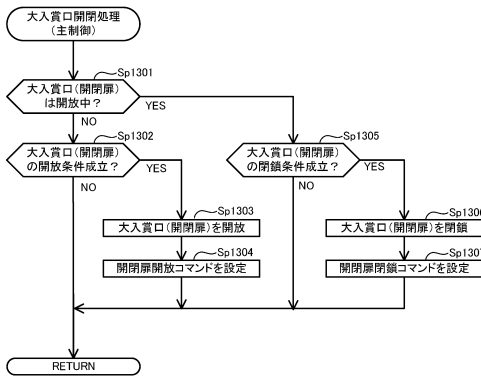 大入賞口開閉処理
(主制御)
Sp1301
大入賞口(開閉扉)
は開放中?
YES
NO
Sp1302
大入賞口(開閉扉)
の開放条件成立?
YES
NO
Sp1305
大入賞口(開閉扉)
の閉鎖条件成立?
YES
NO
Sp1303
大入賞口(開閉扉)を開放
Sp1306
大入賞口(開閉扉)を閉鎖
Sp1304
開閉扉開放コマンドを設定
Sp1307
開閉扉閉鎖コマンドを設定
RETURN